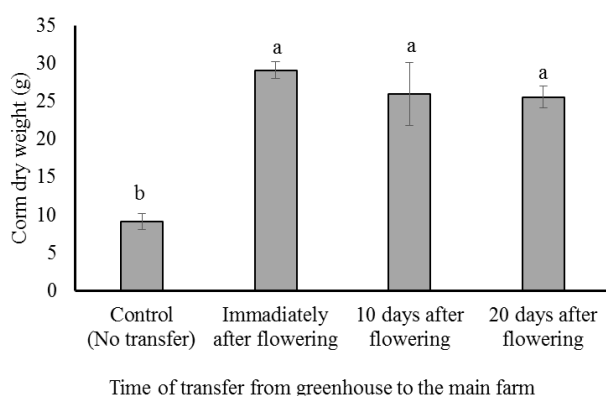 35
30
25
20
15
10
5
0
Corm dry weight (g)
b
a
a
a
Control
(No transfer)
Immadiately
after flowering
10 days after
flowering
20 days after
flowering
Time of transfer from greenhouse to the main farm